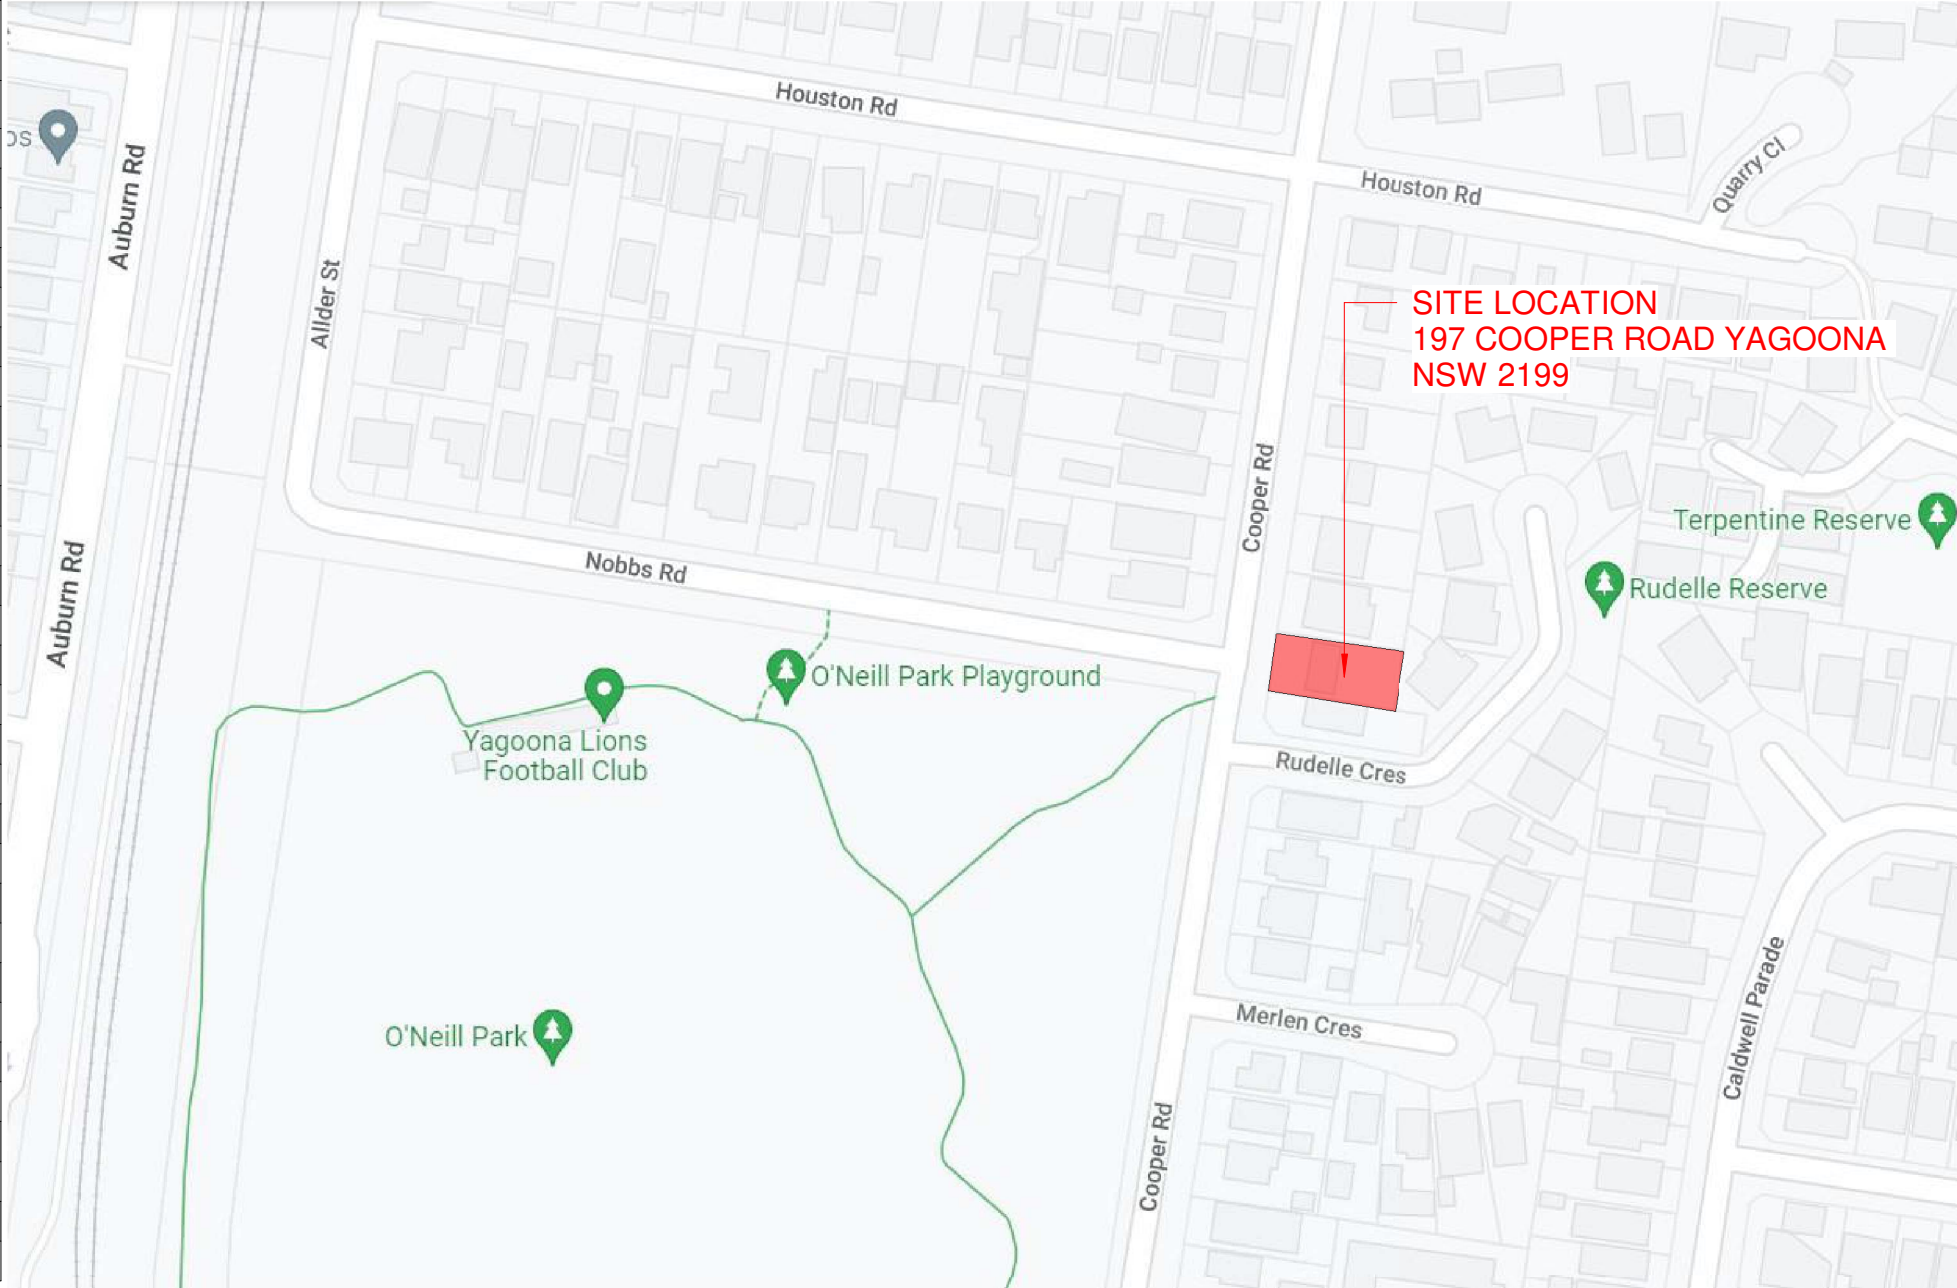 Houston Rd
Auburn Rd
Houston Rd
Quarry Cl
Allder St
SITE LOCATION
197 COOPER ROAD YAGOONA
NSW 2199
Cooper Rd
Terpentine Reserve
Auburn Rd
Nobbs Rd
Rudelle Reserve
O'Neill Park Playground
Yagoona Lions
Football Club
Rudelle Cres
O'Neill Park
Merlen Cres
Caldwell Parade
Cooper Rd